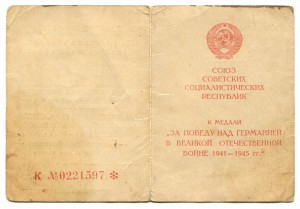 СОЮЗ
СОВЕТСКИХ
СОЦИАЛИСТИЧЕСКИХ
РЕСПУБЛИК
К МЕДАЛИ
„ЗА ПОБЕДУ НАД ГЕРМАНИЕЙ
В ВЕЛИКОЙ ОТЕЧЕСТВЕННОЙ
ВОЙНЕ 1941—1945 гг.“
К №0221597 *